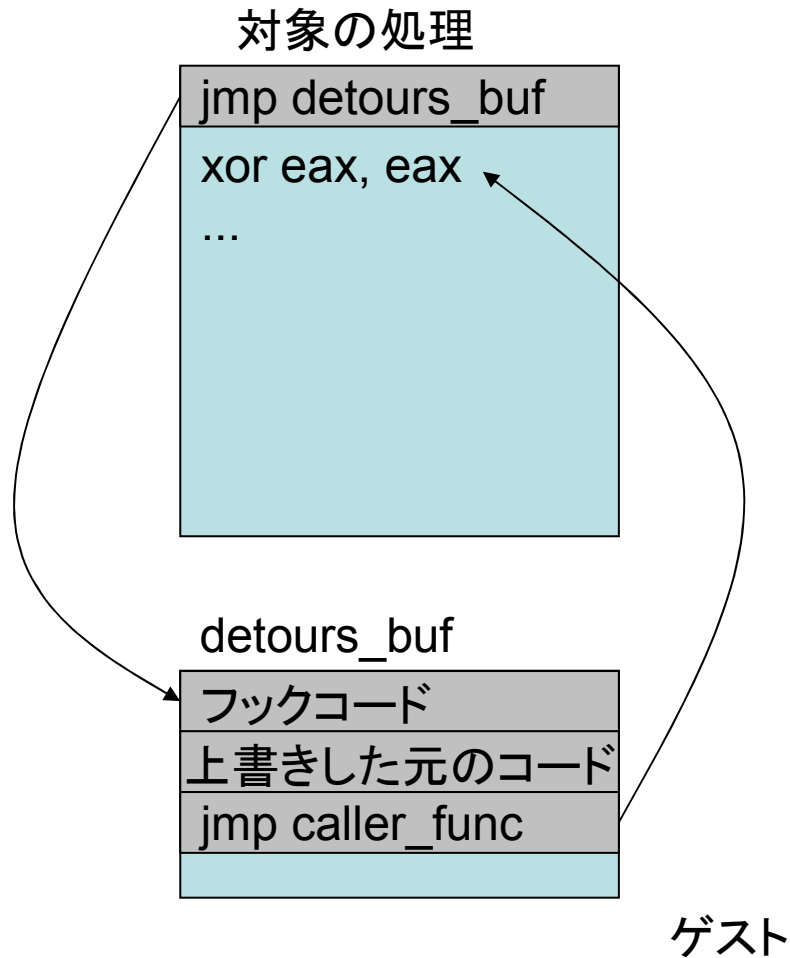 対象の処理
jmp detours_buf
xor eax, eax
...
detours_buf
フックコード
上書きした元のコード
jmp caller_func
ゲスト